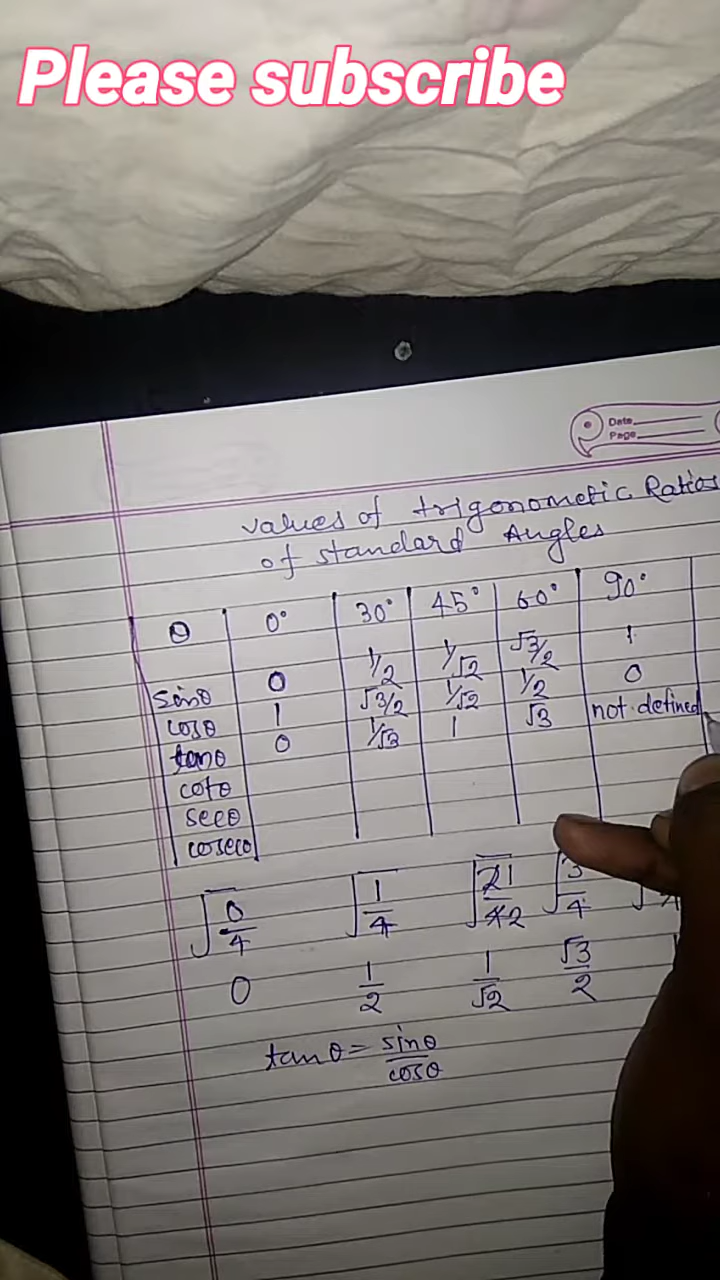 Please subscribe
Date
Page
values of trigonometic Ratios
of standard Angles
θ 0° 30° 45° 60° 90°
sinθ 0 1/2 1/√2 √3/2 1
cosθ 1 √3/2 1/√2 1/2 0
tanθ 0 1/√3 1 √3 not defined
cotθ
secθ
cosecθ
√0/4 √1/4 √21/42 √3/4
0 1/2 1/√2 √3/2
tanθ = sinθ/cosθ